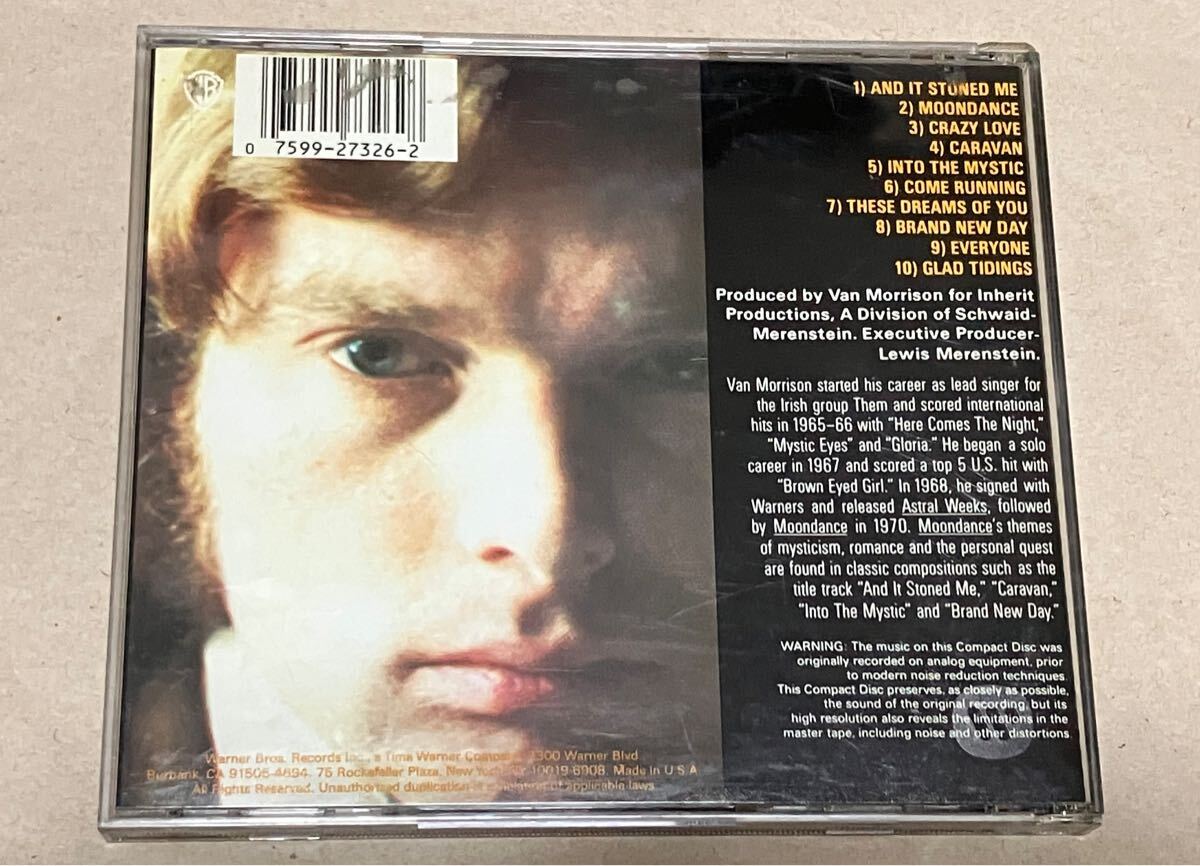 WB
0 7599-27326-2
1) AND IT STONED ME
2) MOONDANCE
3) CRAZY LOVE
4) CARAVAN
5) INTO THE MYSTIC
6) COME RUNNING
7) THESE DREAMS OF YOU
8) BRAND NEW DAY
9) EVERYONE
10) GLAD TIDINGS
Produced by Van Morrison for Inherit
Productions, A Division of Schwaid-
Merenstein. Executive Producer-
Lewis Merenstein.
Van Morrison started his career as lead singer for
the Irish group Them and scored international
hits in 1965-66 with "Here Comes The Night,"
"Mystic Eyes" and "Gloria." He began a solo
career in 1967 and scored a top 5 U.S. hit with
"Brown Eyed Girl." In 1968, he signed with
Warners and released Astral Weeks, followed
by Moondance in 1970. Moondance's themes
of mysticism, romance and the personal quest
are found in classic compositions such as the
title track "And It Stoned Me," "Caravan,"
"Into The Mystic" and "Brand New Day."
WARNING: The music on this Compact Disc was
originally recorded on analog equipment, prior
to modern noise reduction techniques.
This Compact Disc preserves, as closely as possible,
the sound of the original recording, but its
high resolution also reveals the limitations in the
master tape, including noise and other distortions.
Warner Bros. Records Inc., a Time Warner Company, 3300 Warner Blvd.
Burbank, CA 91505-4694. 75 Rockefeller Plaza, New York, NY 10019-6908. Made in U.S.A.
All Rights Reserved. Unauthorized duplication is a violation of applicable laws.